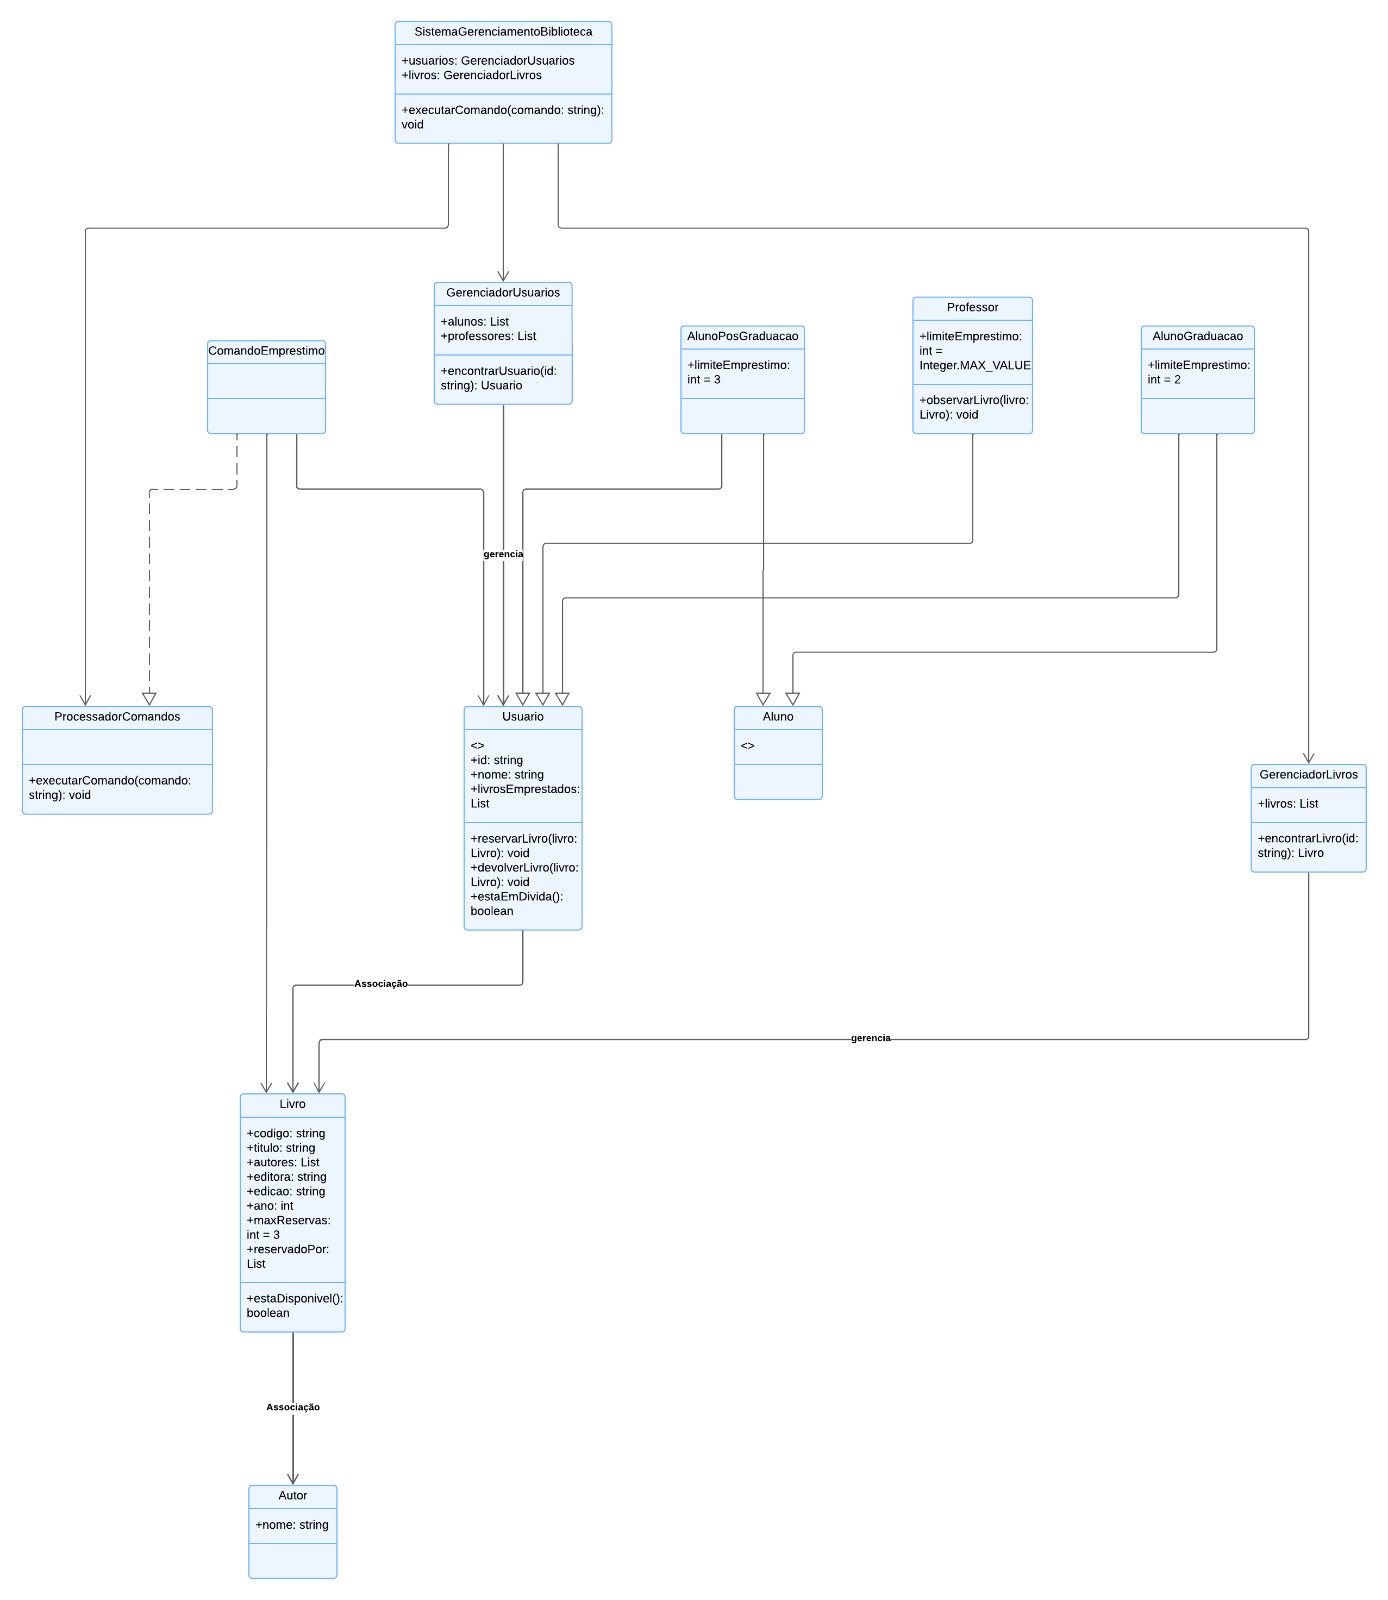 SistemaGerenciamentoBiblioteca
+usuarios: GerenciadorUsuarios
+livros: GerenciadorLivros
+executarComando(comando: string):
void
GerenciadorUsuarios
+alunos: List
+professores: List
+encontrarUsuario(id:
string): Usuario
Professor
+limiteEmprestimo:
int =
Integer.MAX_VALUE
+observarLivro(livro:
Livro): void
AlunoPosGraduacao
+limiteEmprestimo:
int = 3
AlunoGraduacao
+limiteEmprestimo:
int = 2
ComandoEmprestimo
gerencia
ProcessadorComandos
+executarComando(comando:
string): void
Usuario
<>
+id: string
+nome: string
+livrosEmprestados:
List
+reservarLivro(livro:
Livro): void
+devolverLivro(livro:
Livro): void
+estaEmDivida():
boolean
Aluno
<>
GerenciadorLivros
+livros: List
+encontrarLivro(id:
string): Livro
Associação
gerencia
Livro
+codigo: string
+titulo: string
+autores: List
+editora: string
+edicao: string
+ano: int
+maxReservas:
int = 3
+reservadoPor:
List
+estaDisponivel():
boolean
Associação
Autor
+nome: string